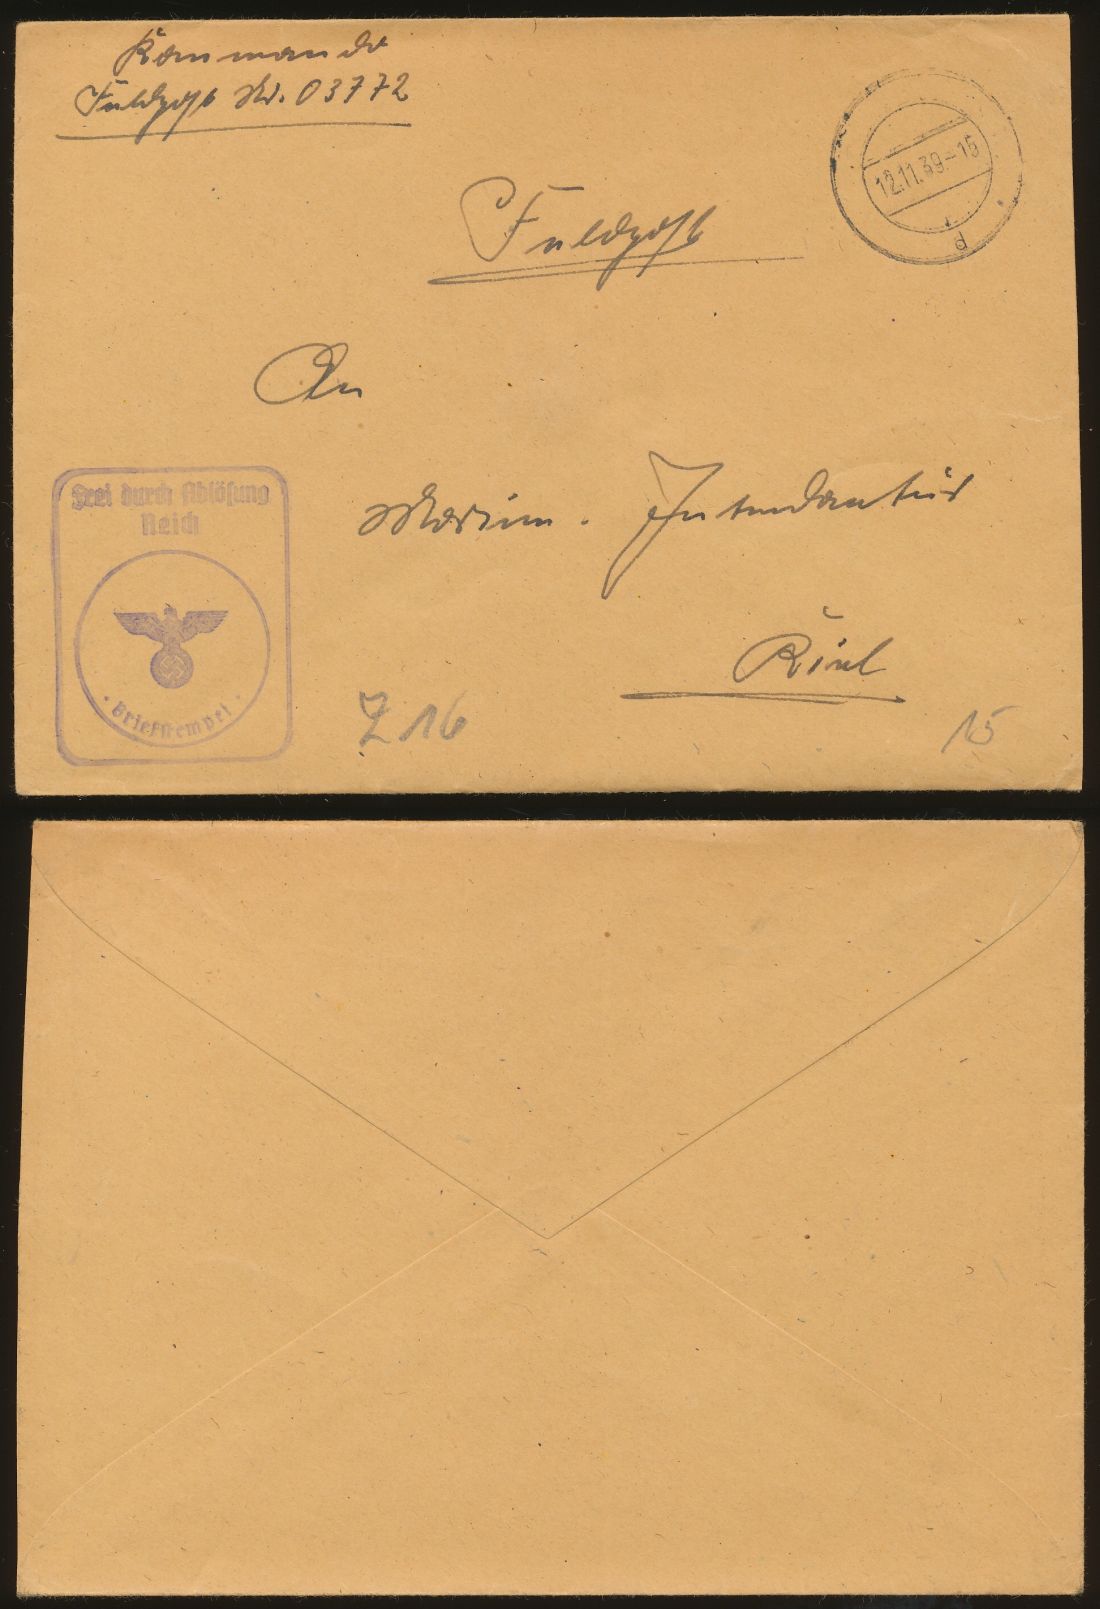 Kommando
Feldpost Nr. 03772
12.11.39.-15
Feldpost
An
Marine-Intendantur
Kiel
Frei durch Ablösung
Reich
Briefstempel
Z 16
15